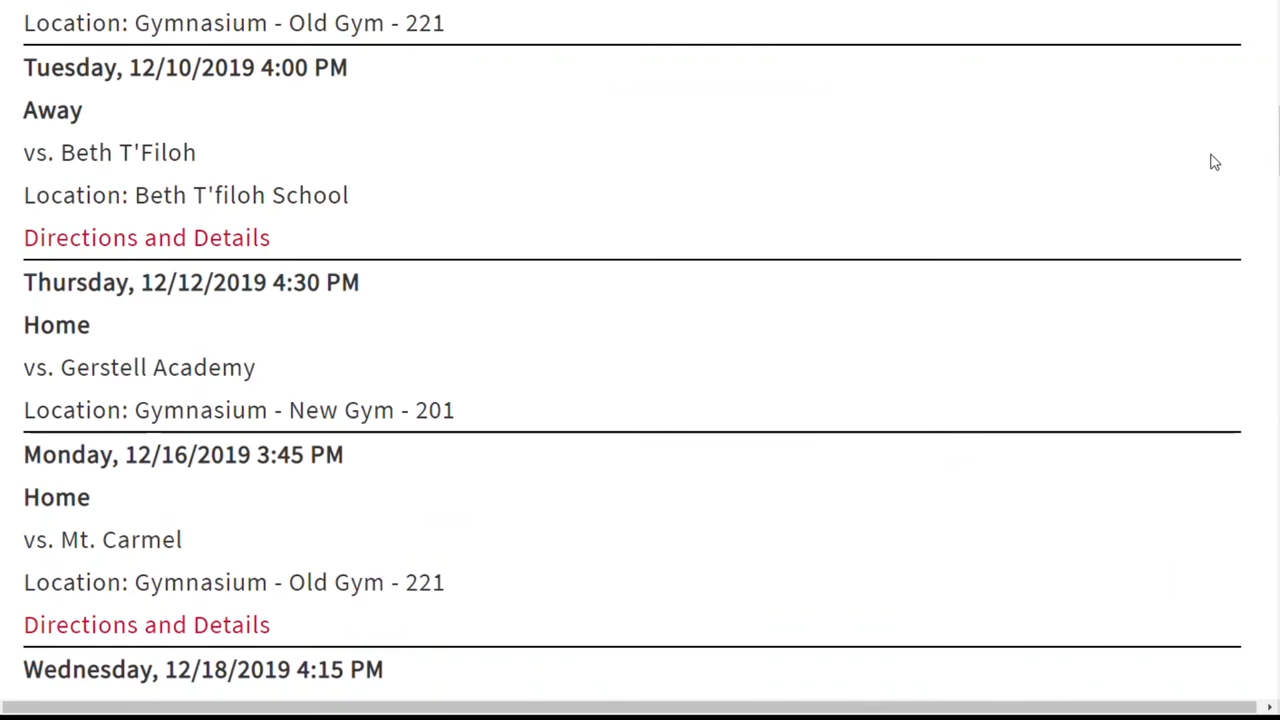 Location: Gymnasium - Old Gym - 221
Tuesday, 12/10/2019 4:00 PM
Away
vs. Beth T'Filoh
Location: Beth T'filoh School
Directions and Details
Thursday, 12/12/2019 4:30 PM
Home
vs. Gerstell Academy
Location: Gymnasium - New Gym - 201
Monday, 12/16/2019 3:45 PM
Home
vs. Mt. Carmel
Location: Gymnasium - Old Gym - 221
Directions and Details
Wednesday, 12/18/2019 4:15 PM